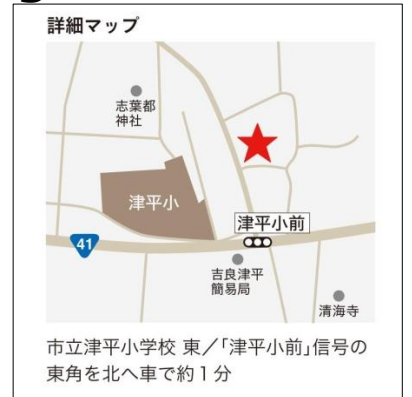 詳細マップ
志葉都
神社
津平小
津平小前
41
吉良津平
簡易局
清海寺
市立津平小学校 東／「津平小前」信号の
東角を北へ車で約1分